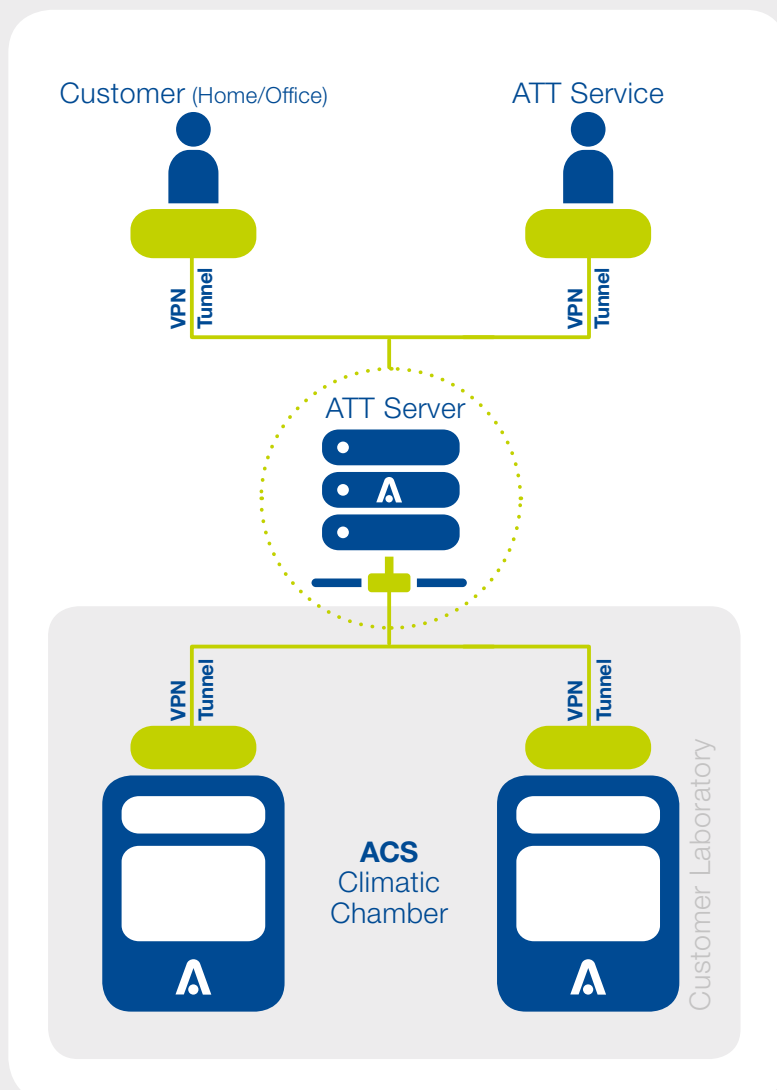 Customer (Home/Office)
ATT Service
VPN
Tunnel
VPN
Tunnel
ATT Server
VPN
Tunnel
VPN
Tunnel
ACS
Climatic
Chamber
Customer Laboratory